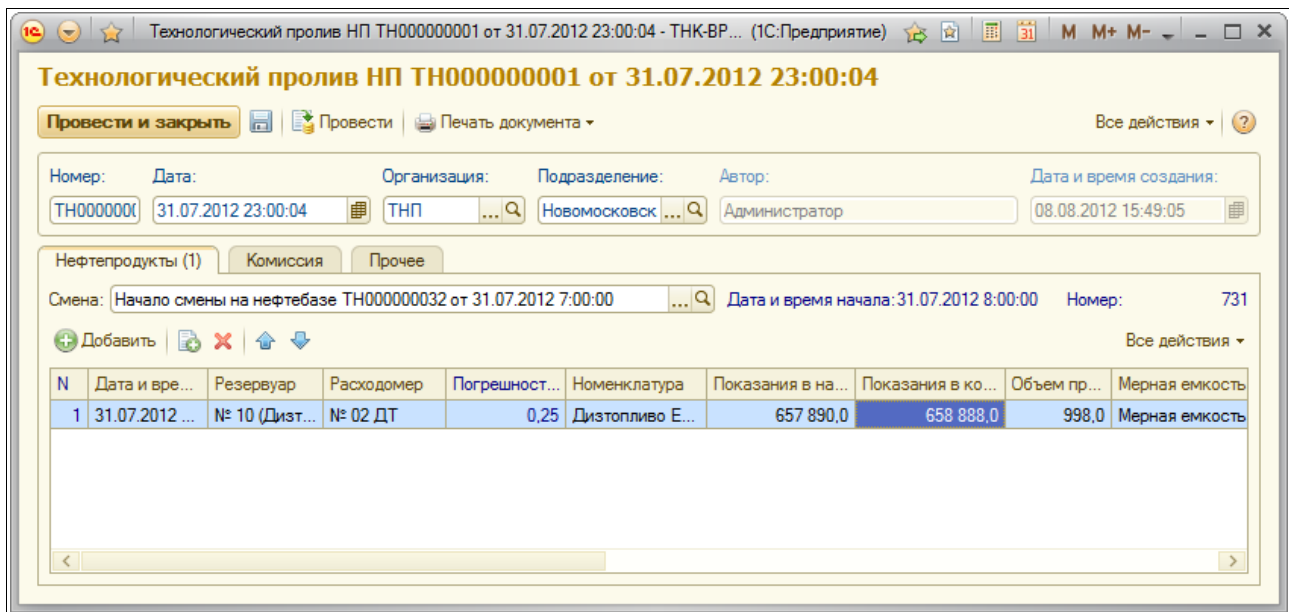 Технологический пролив НП ТН000000001 от 31.07.2012 23:00:04 - ТНК-ВР... (1С:Предприятие) 31 M M+ M-
Технологический пролив НП ТН000000001 от 31.07.2012 23:00:04
Провести и закрыть Провести Печать документа Все действия ?
Номер: Дата: Организация: Подразделение: Автор: Дата и время создания:
ТН0000000 31.07.2012 23:00:04 ТНП ... Новомосковск ... Администратор 08.08.2012 15:49:05
Нефтепродукты (1) Комиссия Прочее
Смена: Начало смены на нефтебазе ТН000000032 от 31.07.2012 7:00:00 ... Дата и время начала: 31.07.2012 8:00:00 Номер: 731
Добавить Все действия
N Дата и вре... Резервуар Расходомер Погрешност... Номенклатура Показания в на... Показания в ко... Объем пр... Мерная емкость
1 31.07.2012 ... № 10 (Дизт... № 02 ДТ 0,25 Дизтопливо Е... 657 890,0 658 888,0 998,0 Мерная емкость